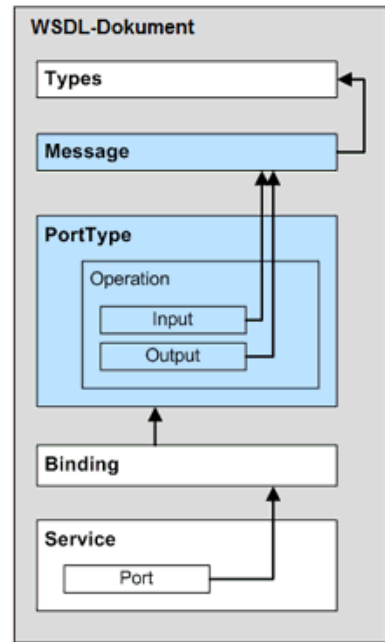 WSDL-Dokument
Types
Message
PortType
Operation
Input
Output
Binding
Service
Port